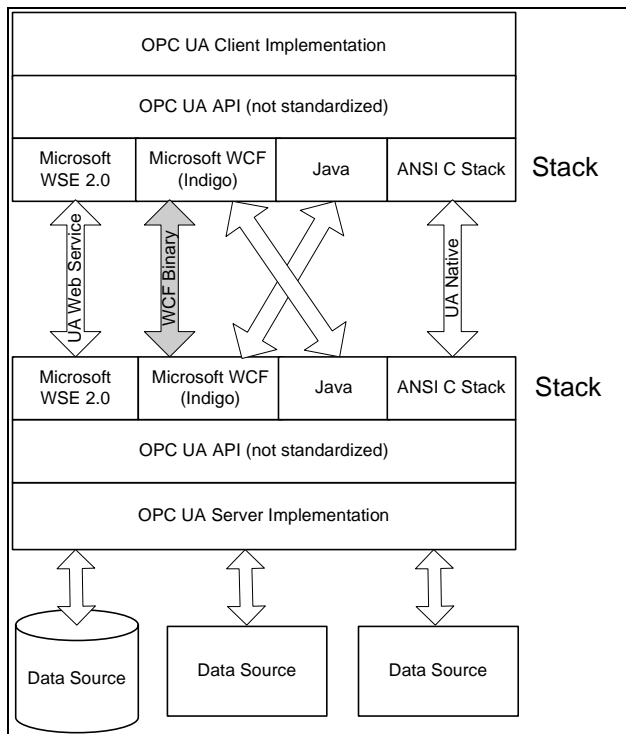 OPC UA Client Implementation
OPC UA API (not standardized)
Microsoft
WSE 2.0
Microsoft WCF
(Indigo)
Java
ANSI C Stack
Stack
UA Web Service
WCF Binary
UA Native
Microsoft
WSE 2.0
Microsoft WCF
(Indigo)
Java
ANSI C Stack
Stack
OPC UA API (not standardized)
OPC UA Server Implementation
Data Source
Data Source
Data Source